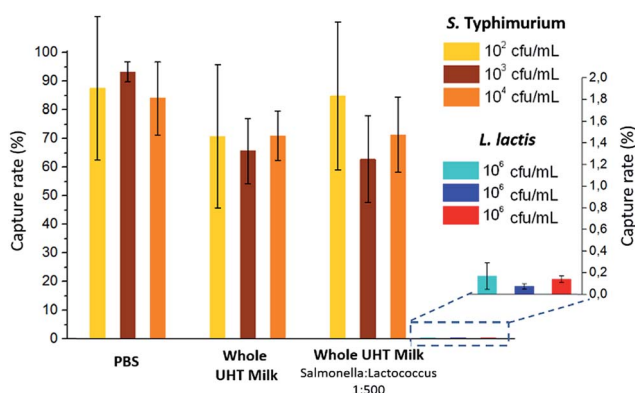 Capture rate (%)
100
90
80
70
60
50
40
30
20
10
0
PBS
Whole
UHT Milk
Whole UHT Milk
Salmonella:Lactococcus
1:500
S. Typhimurium
10² cfu/mL
10³ cfu/mL
10⁴ cfu/mL
L. lactis
10⁶ cfu/mL
10⁶ cfu/mL
10⁶ cfu/mL
2,0
1,8
1,6
1,4
1,2
1,0
0,8
0,6
0,4
0,2
0,0
Capture rate (%)